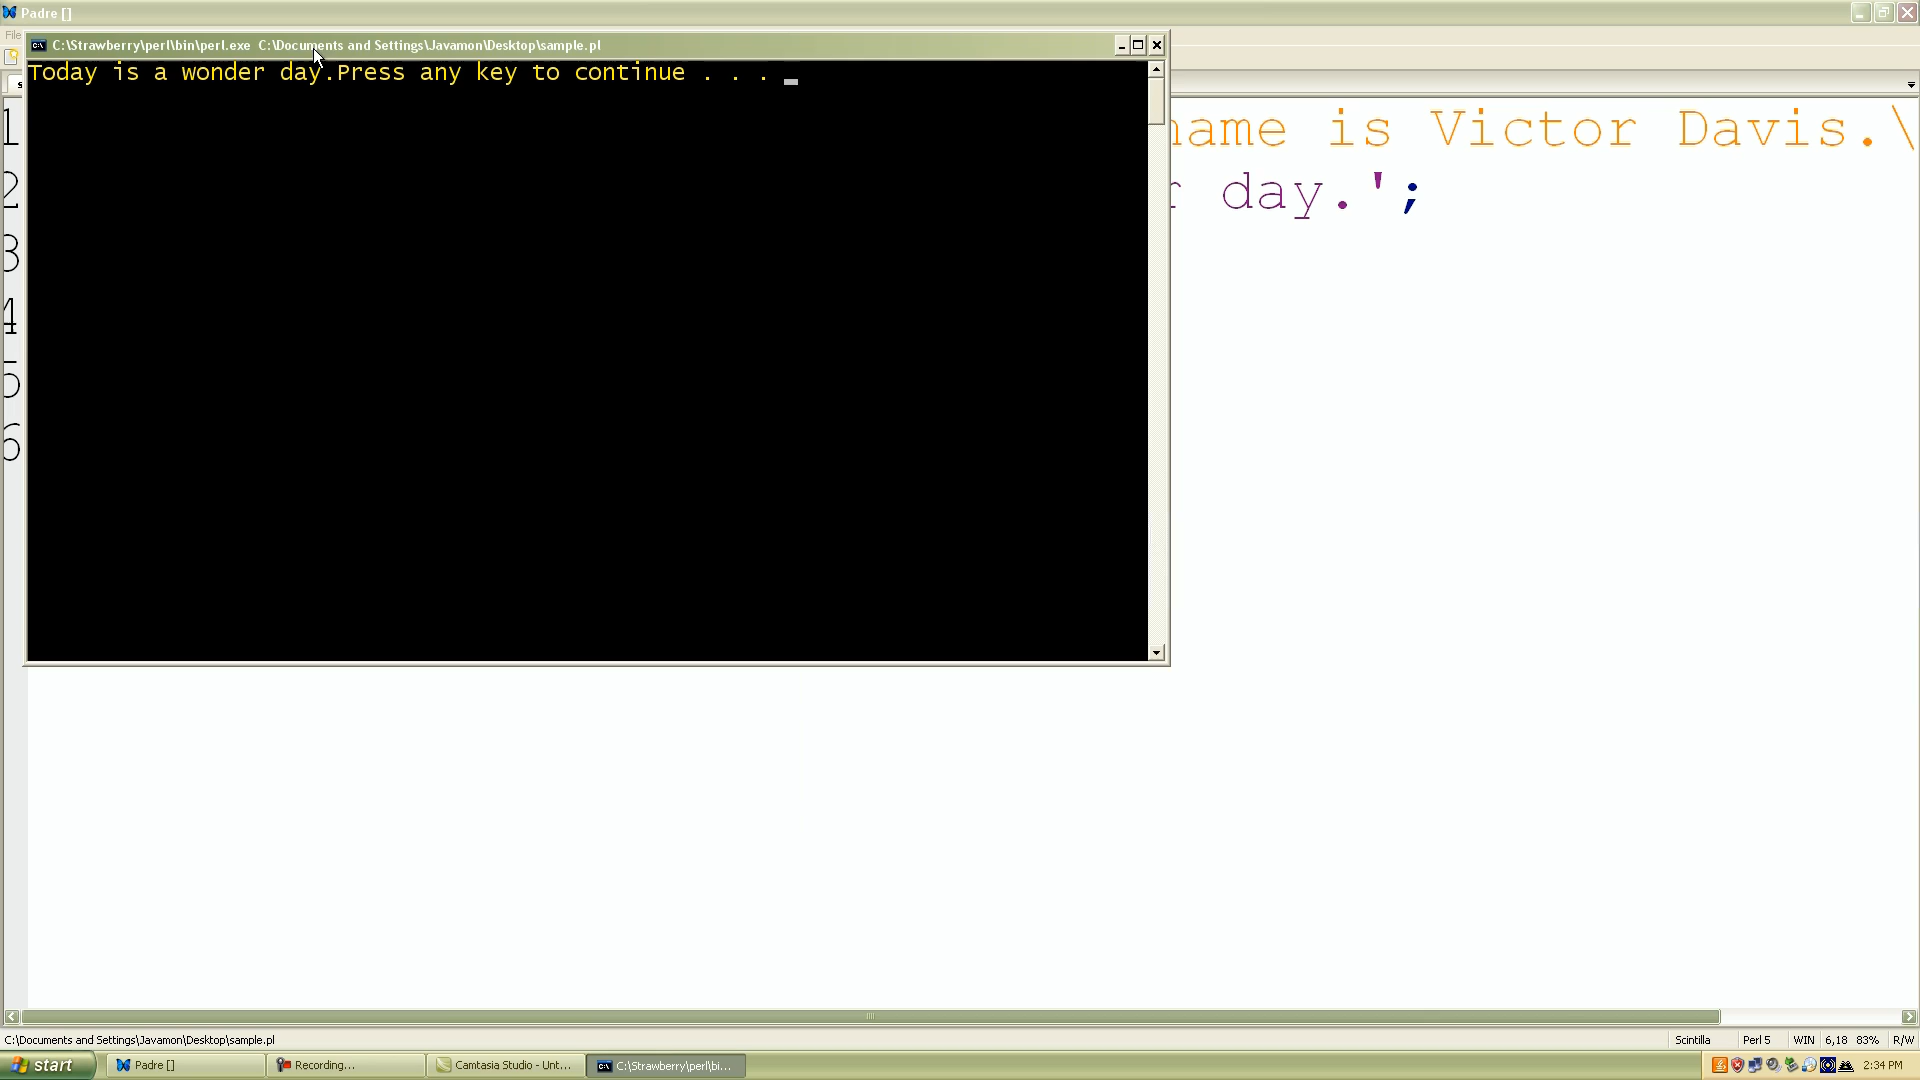 Padre []
File
C:\Strawberry\perl\bin\perl.exe  C:\Documents and Settings\Javamon\Desktop\sample.pl
Today is a wonder day.Press any key to continue . . .
name is Victor Davis.\
1
2
day.';
3
4
5
6
C:\Documents and Settings\Javamon\Desktop\sample.pl
Scintilla
Perl 5
WIN
6,18
83%
R/W
start
Padre []
Recording...
Camtasia Studio - Unt...
C:\Strawberry\perl\bi...
2:34 PM